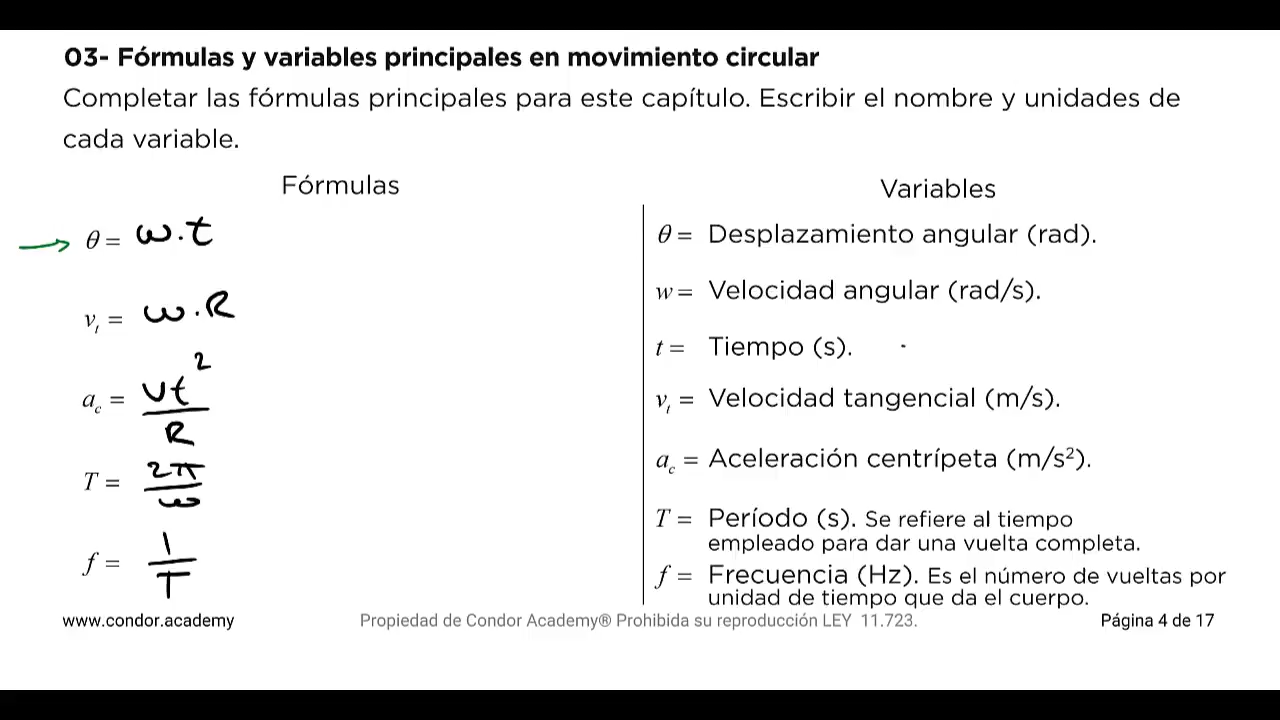 03- Fórmulas y variables principales en movimiento circular
Completar las fórmulas principales para este capítulo. Escribir el nombre y unidades de
cada variable.
Fórmulas
θ = ω.t
v_t = ω.R
a_c = vt²/R
T = 2π/ω
f = 1/T
Variables
θ = Desplazamiento angular (rad).
w = Velocidad angular (rad/s).
t = Tiempo (s).
v_t = Velocidad tangencial (m/s).
a_c = Aceleración centrípeta (m/s²).
T = Período (s). Se refiere al tiempo
empleado para dar una vuelta completa.
f = Frecuencia (Hz). Es el número de vueltas por
unidad de tiempo que da el cuerpo.
www.condor.academy
Propiedad de Condor Academy® Prohibida su reproducción LEY 11.723.
Página 4 de 17